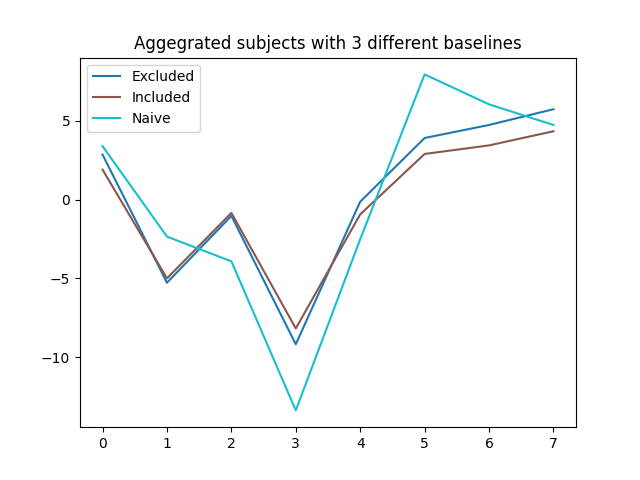 Aggegrated subjects with 3 different baselines
Excluded
Included
Naive
5
0
−5
−10
0 1 2 3 4 5 6 7